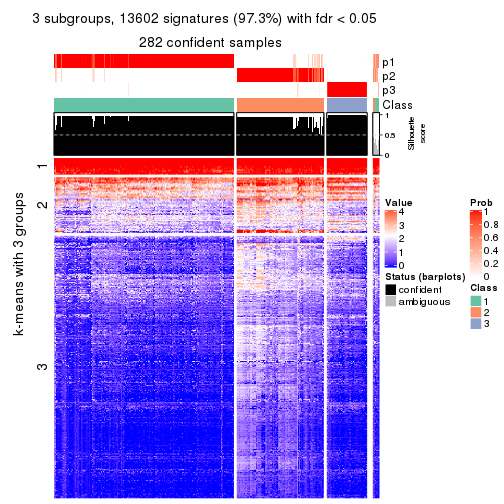 3 subgroups, 13602 signatures (97.3%) with fdr < 0.05
282 confident samples
p1
p2
p3
Class
1
0.5
0
Silhouette
score
k-means with 3 groups
1
2
3
Value
4
3
2
1
0
Status (barplots)
confident
ambiguous
Prob
1
0.8
0.6
0.4
0.2
0
Class
1
2
3